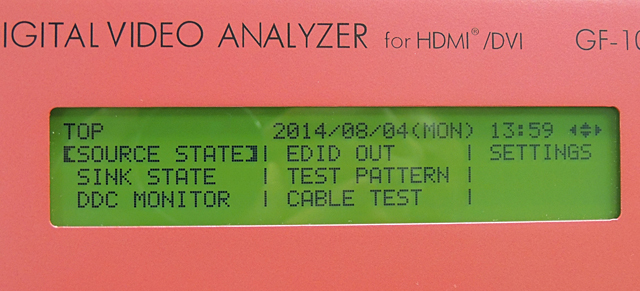 IGITAL VIDEO ANALYZER for HDMI®/DVI GF-10
TOP 2014/08/04(MON) 13:59
【SOURCE STATE】| EDID OUT | SETTINGS
SINK STATE | TEST PATTERN |
DDC MONITOR | CABLE TEST |